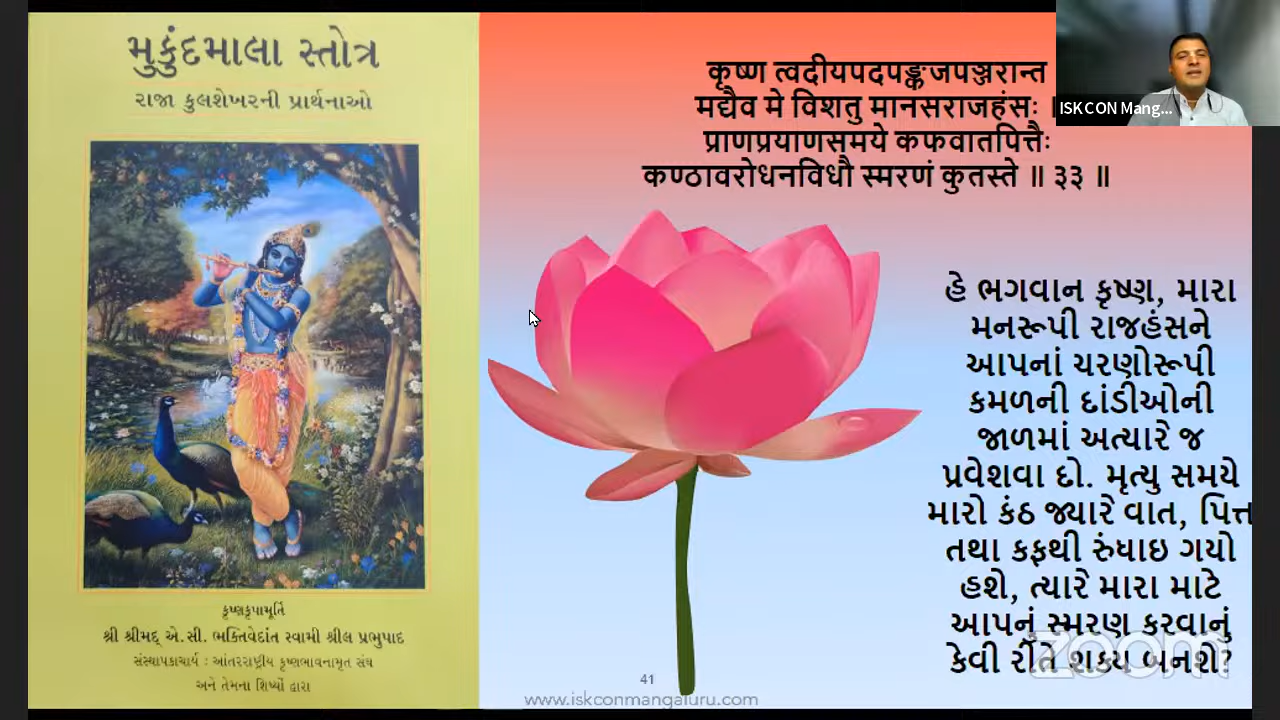 મુકુંદમાલા સ્તોત્ર
રાજા કુલશેખરની પ્રાર્થનાઓ
કૃષ્ણકૃપામૂર્તિ
શ્રી શ્રીમદ્ એ.સી. ભક્તિવેદાંત સ્વામી શ્રીલ પ્રભુપાદ
સંસ્થાપકાચાર્ય : આંતરરાષ્ટ્રીય કૃષ્ણભાવનામૃત સંઘ
અને તેમના શિષ્યો દ્વારા
कृष्ण त्वदीयपदपङ्कजपञ्जरान्त
मद्यैव मे विशतु मानसराजहंसः ।
प्राणप्रयाणसमये कफवातपित्तैः
कण्ठावरोधनविधौ स्मरणं कुतस्ते ॥ ३३ ॥
ISKCON Mang...
હે ભગવાન કૃષ્ણ, મારા
મનરૂપી રાજહંસને
આપનાં ચરણોરૂપી
કમળની દાંડીઓની
જાળમાં અત્યારે જ
પ્રવેશવા દો. મૃત્યુ સમયે
મારો કંઠ જ્યારે વાત, પિત્ત
તથા કફથી રુંધાઇ ગયો
હશે, ત્યારે મારા માટે
આપનું સ્મરણ કરવાનું
કેવી રીતે શક્ય બનશે?
zoom
41
www.iskconmangaluru.com